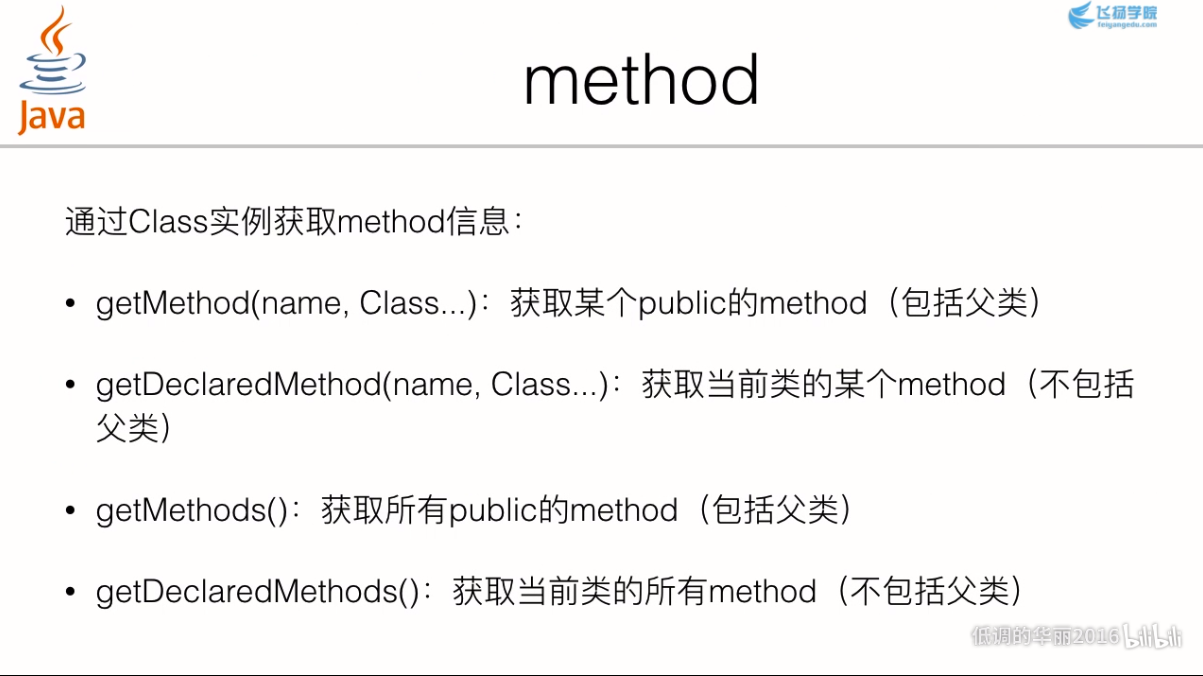 飞扬学院
feiyangedu.com
Java
method
通过Class实例获取method信息：
• getMethod(name, Class...)：获取某个public的method（包括父类）
• getDeclaredMethod(name, Class...)：获取当前类的某个method（不包括
父类）
• getMethods()：获取所有public的method（包括父类）
• getDeclaredMethods()：获取当前类的所有method（不包括父类）
低调的华丽2016 bilibili